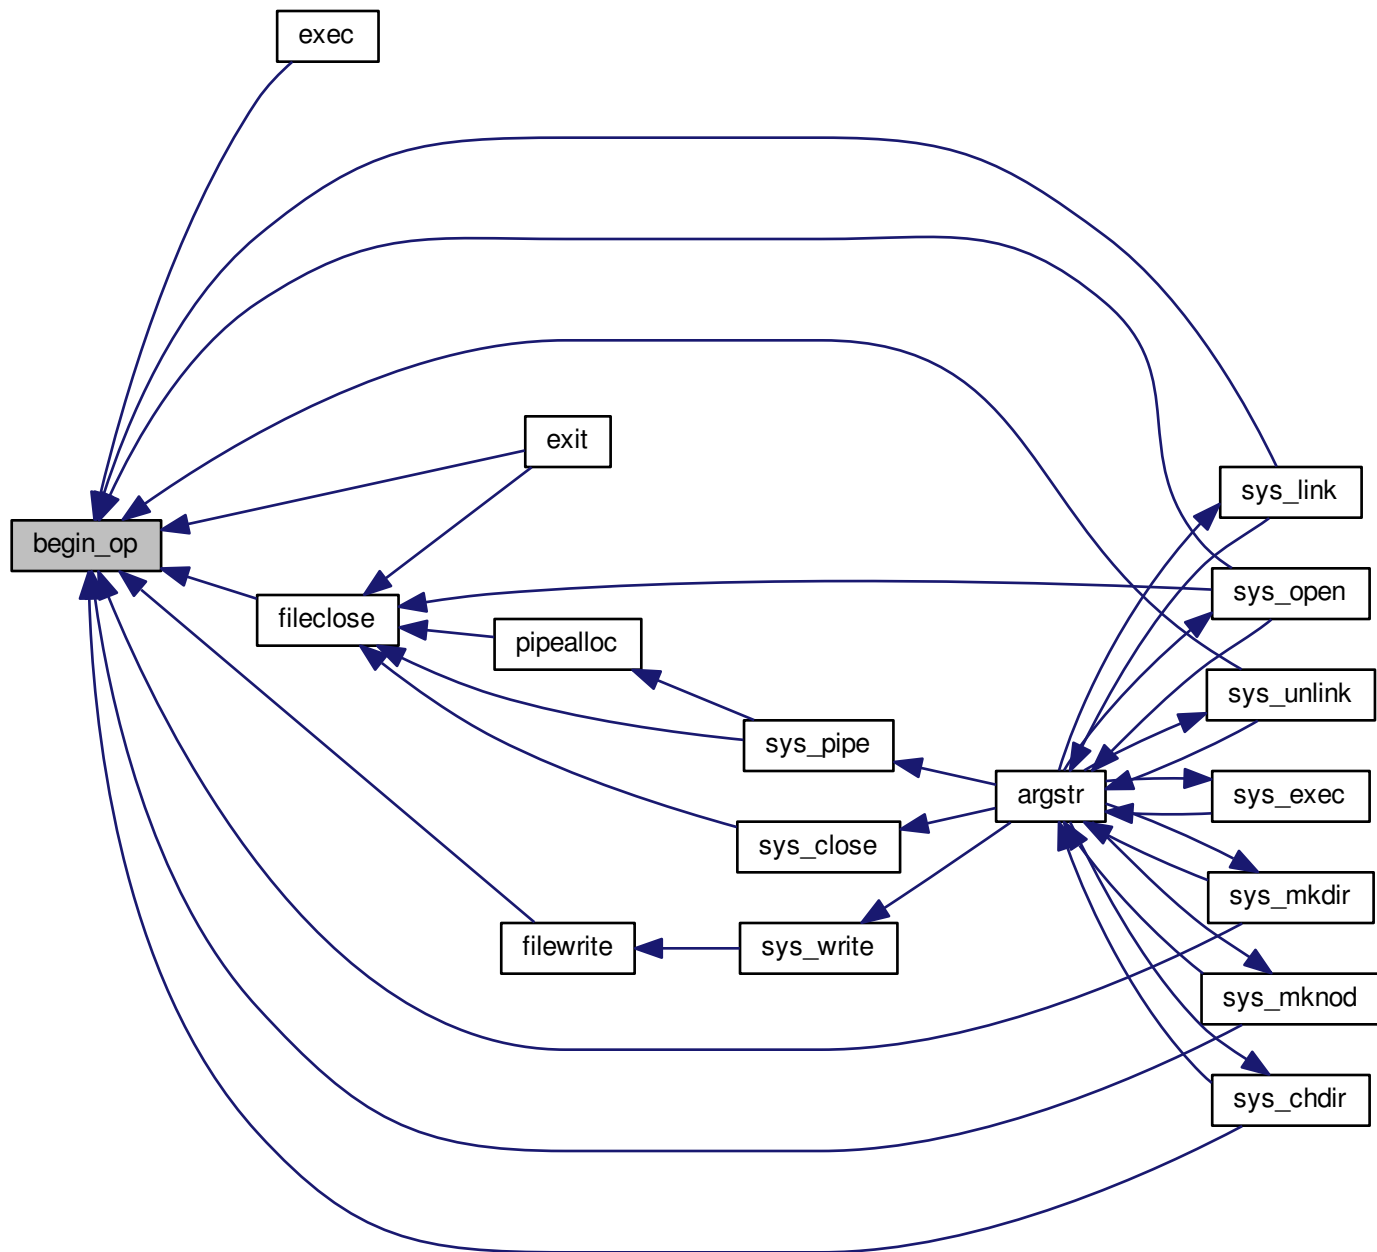 exec
exit
sys_link
begin_op
sys_open
fileclose
pipealloc
sys_unlink
sys_pipe
argstr
sys_exec
sys_close
sys_mkdir
filewrite
sys_write
sys_mknod
sys_chdir